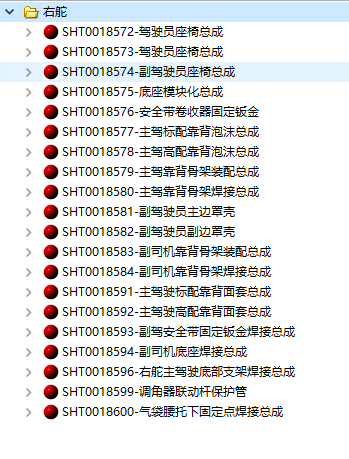 右舵
SHT0018572-驾驶员座椅总成
SHT0018573-驾驶员座椅总成
SHT0018574-副驾驶员座椅总成
SHT0018575-底座模块化总成
SHT0018576-安全带卷收器固定钣金
SHT0018577-主驾标配靠背泡沫总成
SHT0018578-主驾高配靠背泡沫总成
SHT0018579-主驾靠背骨架装配总成
SHT0018580-主驾靠背骨架焊接总成
SHT0018581-副驾驶员主边罩壳
SHT0018582-副驾驶员副边罩壳
SHT0018583-副司机靠背骨架装配总成
SHT0018584-副司机靠背骨架焊接总成
SHT0018591-主驾驶标配靠背面套总成
SHT0018592-主驾驶高配靠背面套总成
SHT0018593-副驾安全带固定钣金焊接总成
SHT0018594-副司机底座焊接总成
SHT0018596-右舵主驾驶底部支架焊接总成
SHT0018599-调角器联动杆保护管
SHT0018600-气袋腰托下固定点焊接总成